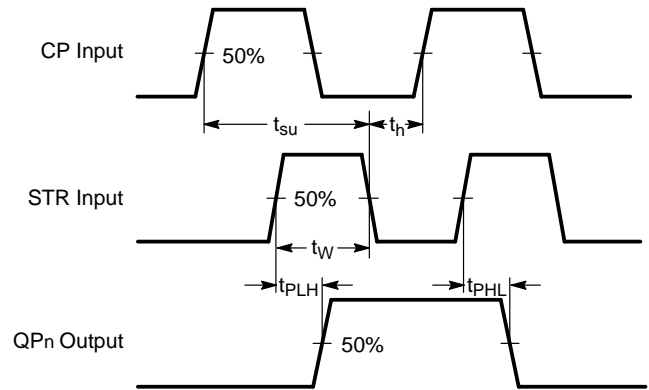 CP Input
50%
tsu
th
STR Input
50%
tW
tPLH
tPHL
QPn Output
50%